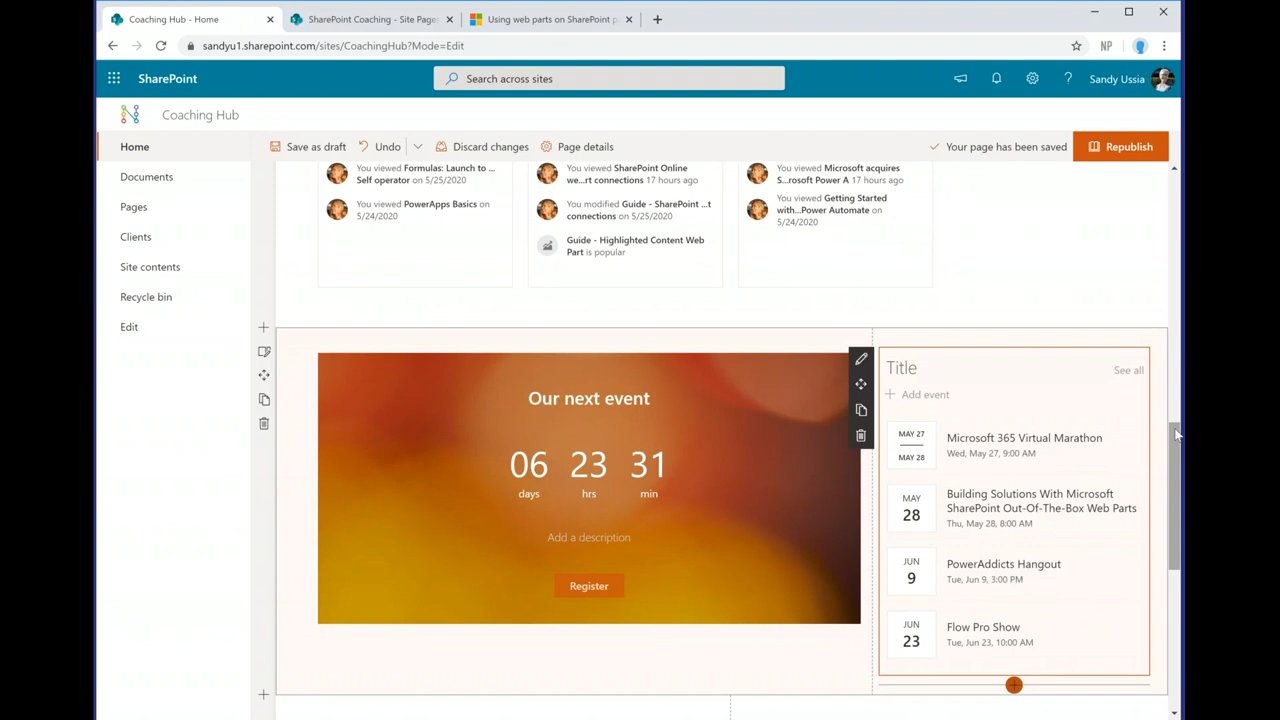 Coaching Hub - Home
SharePoint Coaching - Site Page
Using web parts on SharePoint p
sandyu1.sharepoint.com/sites/CoachingHub?Mode=Edit
NP
SharePoint
Search across sites
Sandy Ussia
Coaching Hub
Home
Documents
Pages
Clients
Site contents
Recycle bin
Edit
Save as draft
Undo
Discard changes
Page details
Your page has been saved
Republish
You viewed Formulas: Launch to ...
Self operator on 5/25/2020
You viewed PowerApps Basics on
5/24/2020
You viewed SharePoint Online
we...rt connections 17 hours ago
You modified Guide - SharePoint ...t
connections on 5/25/2020
Guide - Highlighted Content Web
Part is popular
You viewed Microsoft acquires
S...rosoft Power A 17 hours ago
You viewed Getting Started
with...Power Automate on
5/24/2020
Our next event
06 23 31
days hrs min
Add a description
Register
Title
See all
Add event
MAY 27
MAY 28
Microsoft 365 Virtual Marathon
Wed, May 27, 9:00 AM
MAY
28
Building Solutions With Microsoft
SharePoint Out-Of-The-Box Web Parts
Thu, May 28, 8:00 AM
JUN
9
PowerAddicts Hangout
Tue, Jun 9, 3:00 PM
JUN
23
Flow Pro Show
Tue, Jun 23, 10:00 AM